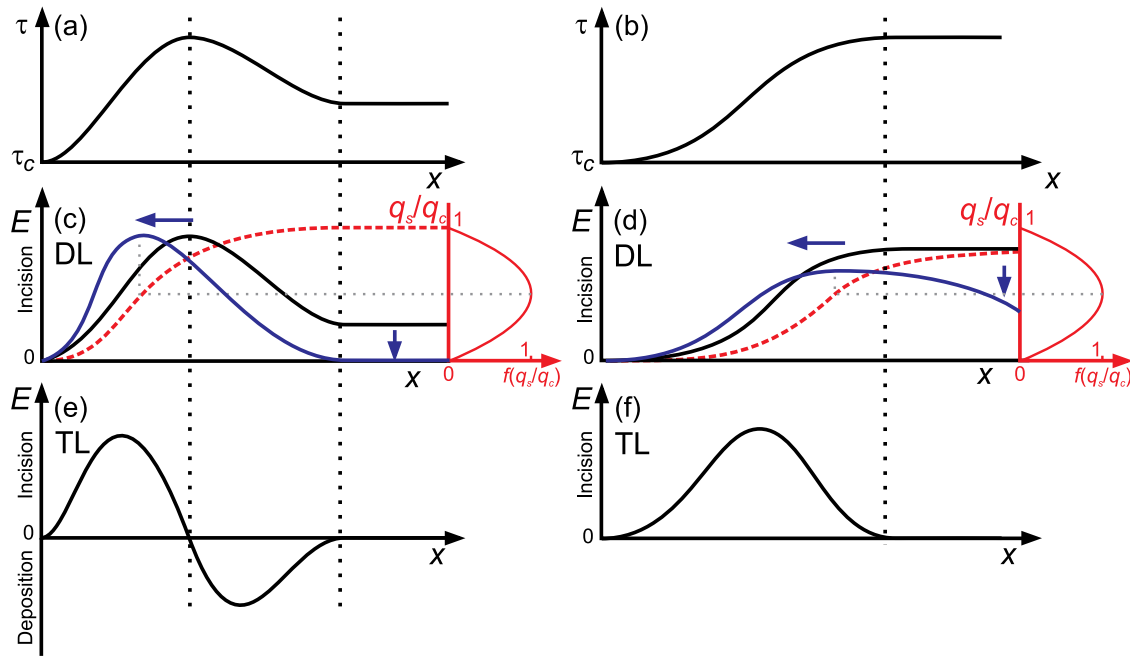 τ (a)
τc
x
τ (b)
τc
x
E (c)
DL
Incision
0
x
qs/qc 1
0
1
f(qs/qc)
E (d)
DL
Incision
0
x
qs/qc 1
0
1
f(qs/qc)
E (e)
TL
Incision
0
Deposition
x
E (f)
TL
Incision
0
x